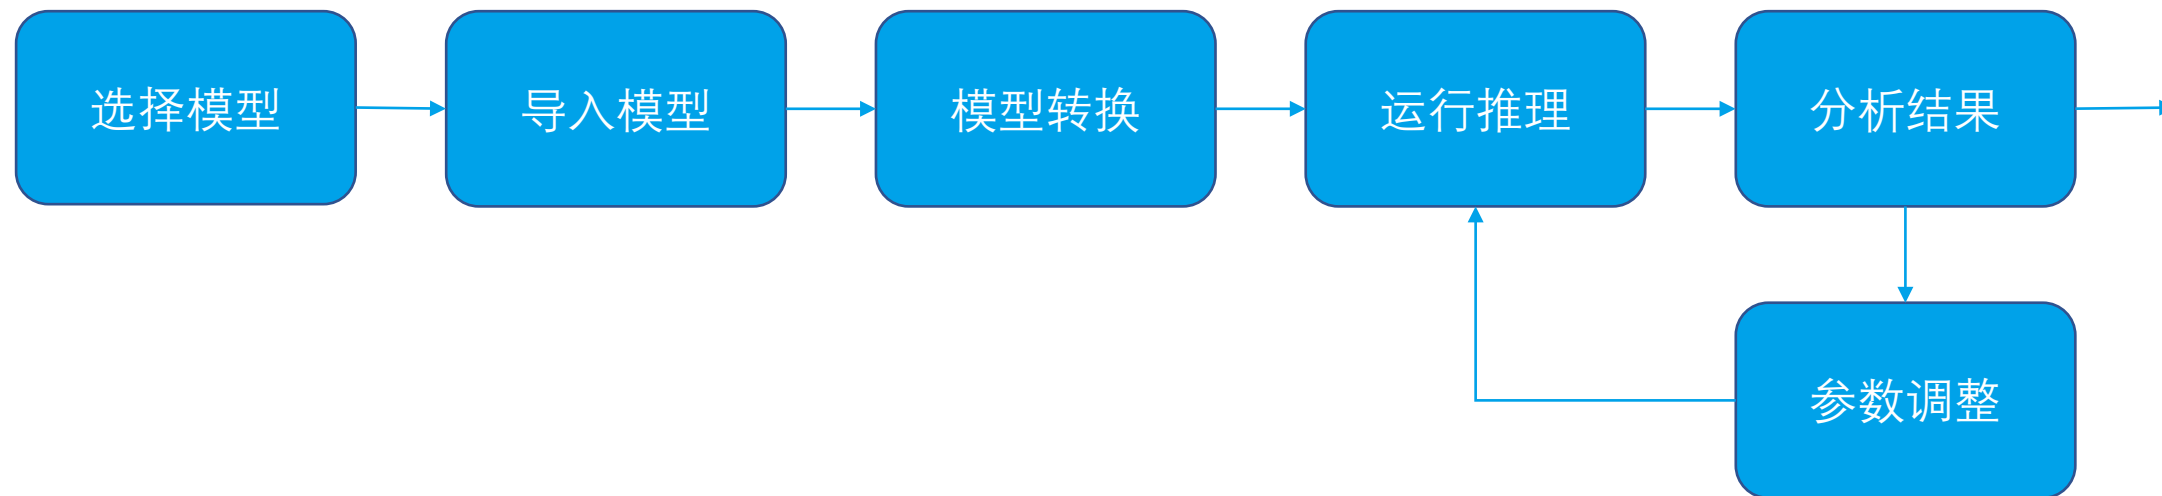 选择模型
导入模型
模型转换
运行推理
分析结果
参数调整